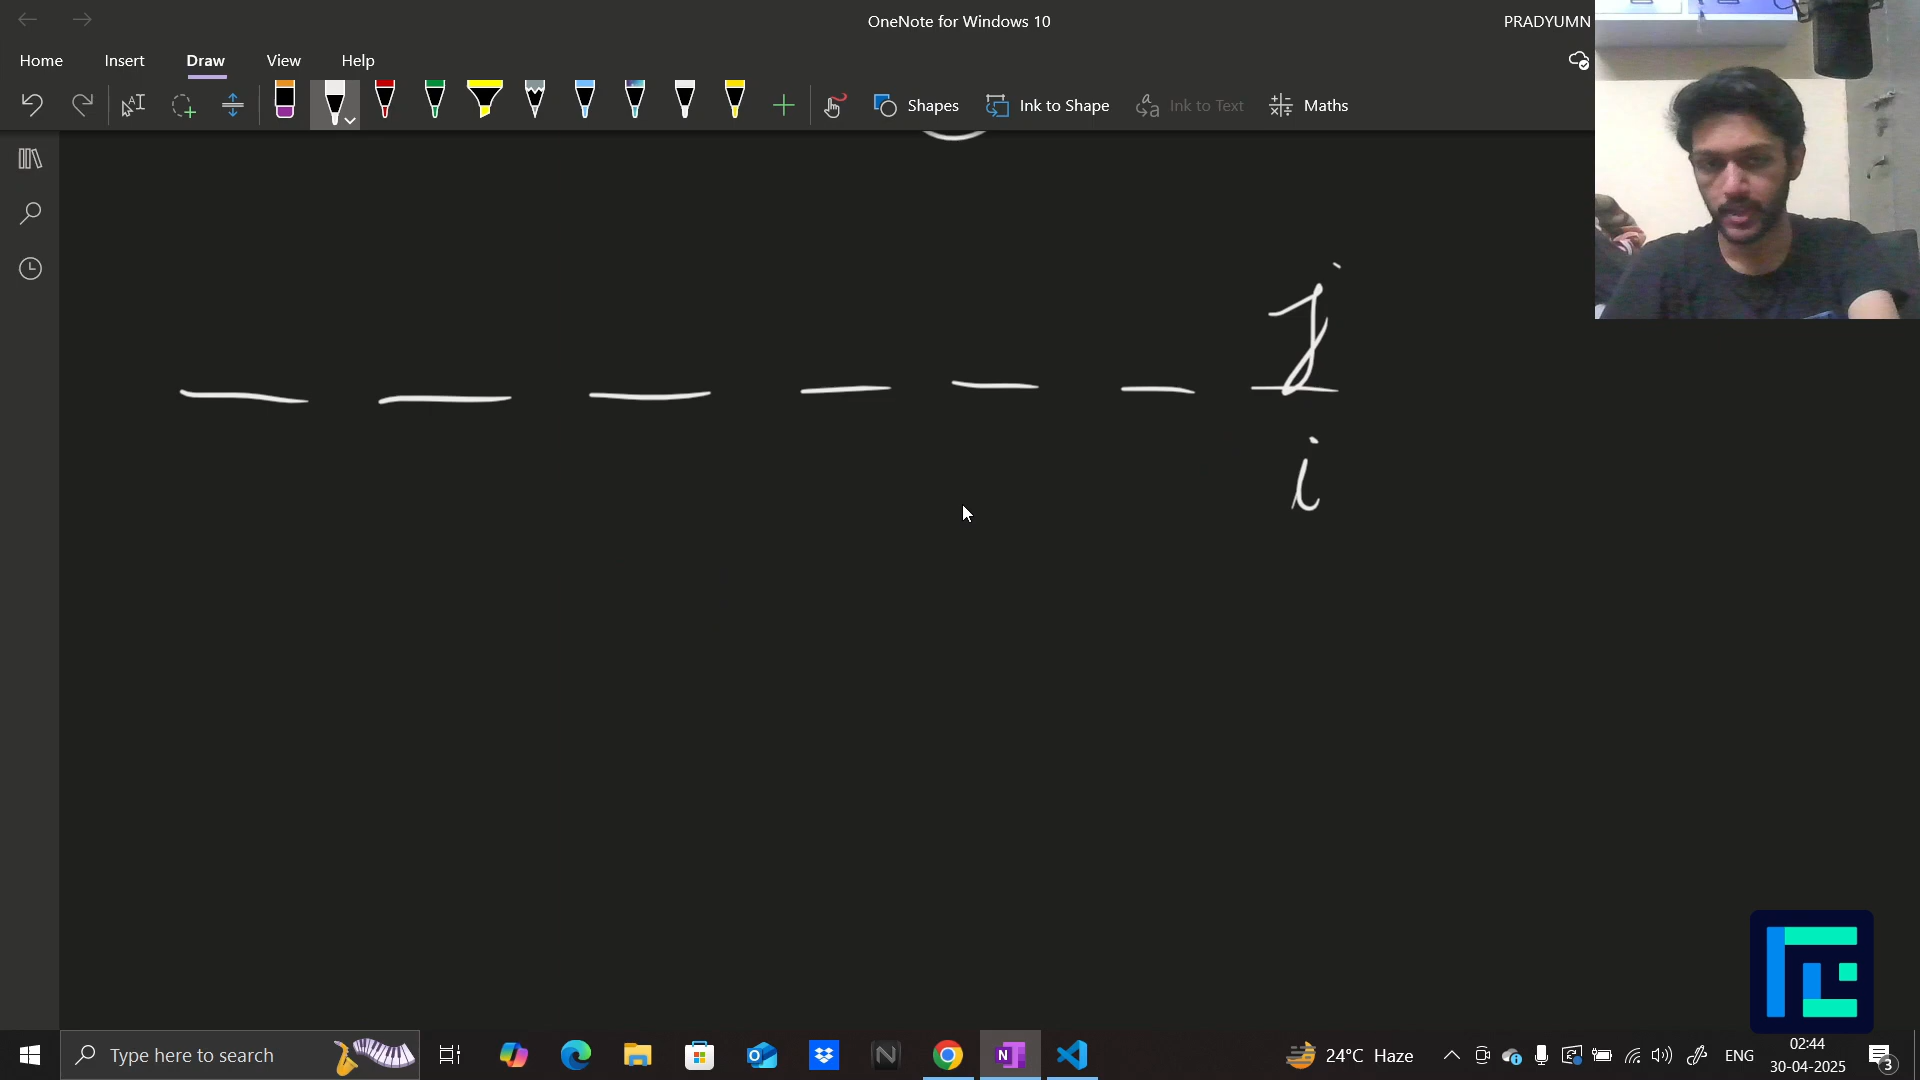 OneNote for Windows 10
PRADYUMN
Home Insert Draw View Help
Shapes Ink to Shape Ink to Text Maths
j
i
Type here to search
24°C Haze
ENG
02:44
30-04-2025
3